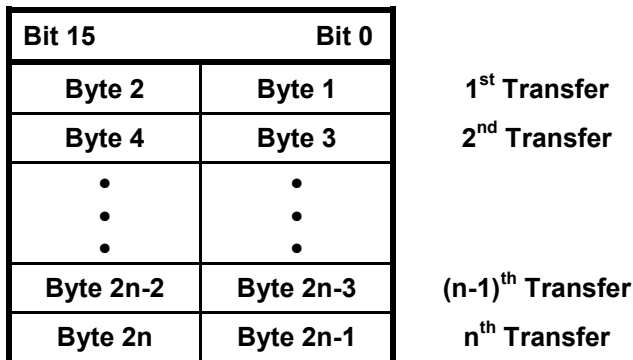 Bit 15 Bit 0
Byte 2 Byte 1 1st Transfer
Byte 4 Byte 3 2nd Transfer
• •
• •
• •
Byte 2n-2 Byte 2n-3 (n-1)th Transfer
Byte 2n Byte 2n-1 nth Transfer